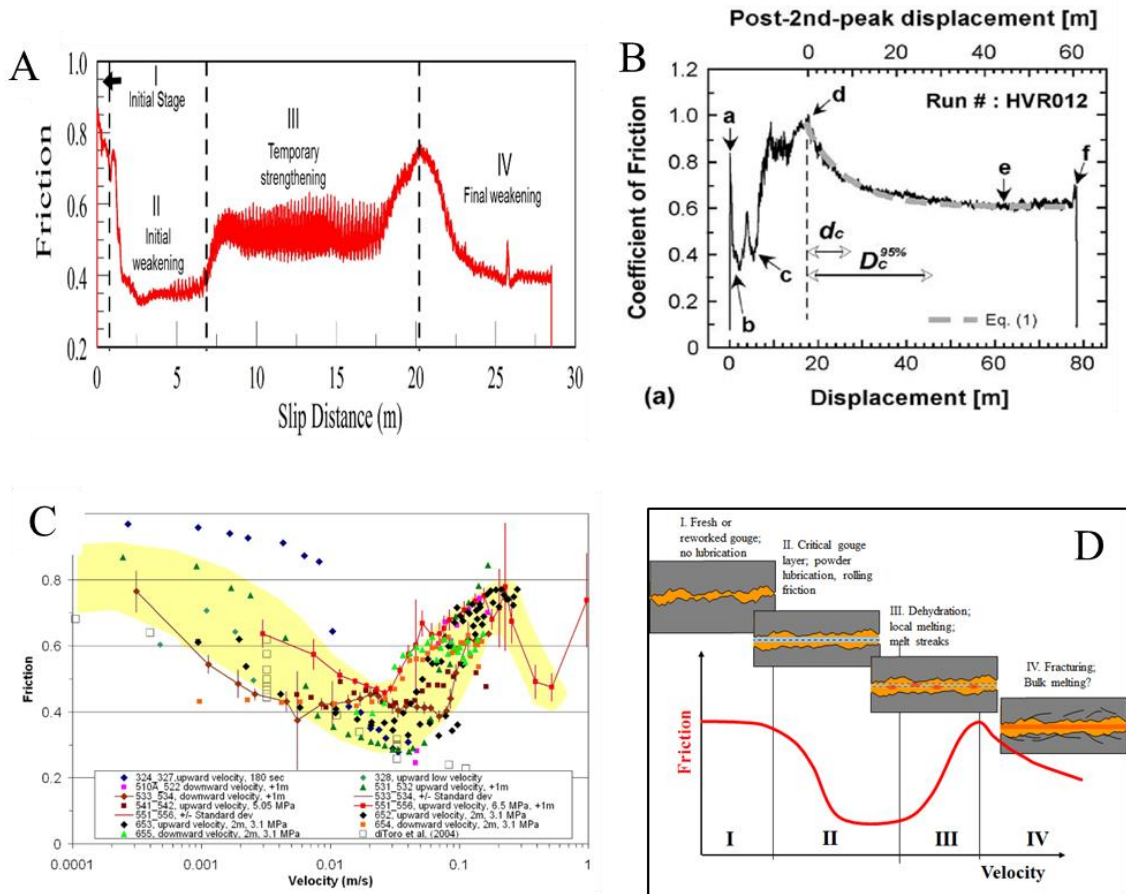 A
Friction
1.0
0.8
0.6
0.4
0.2
I
Initial Stage
II
Initial
weakening
III
Temporary
strengthening
IV
Final weakening
0 5 10 15 20 25 30
Slip Distance (m)
B
Post-2nd-peak displacement [m]
0 20 40 60
Coefficient of Friction
1.2
1.0
0.8
0.6
0.4
0.2
0
Run # : HVR012
a
b
c
d
e
f
dc
Dc95%
Eq. (1)
0 20 40 60 80
(a)
Displacement [m]
C
Friction
0.8
0.6
0.4
0.2
0
324_327,upward velocity, 180 sec
328, upward low velocity
510A_522 downward velocity, +1m
531_532 upward velocity, +1m
533_534, downward velocity, +1m
533_534, +/- Standard dev
541_542, upward velocity, 5.05 MPa
551_556, upward velocity, 6.5 MPa, +1m
551_556, +/- Standard dev
652, upward velocity, 2m, 3.1 MPa
653, upward velocity, 2m, 3.1 MPa
654, downward velocity, 2m, 3.1 MPa
655, downward velocity, 2m, 3.1 MPa
diToro et al. (2004)
0.0001 0.001 0.01 0.1 1
Velocity (m/s)
D
I. Fresh or
reworked gouge;
no lubrication
II. Critical gouge
layer; powder
lubrication, rolling
friction
III. Dehydration;
local melting;
melt streaks
IV. Fracturing;
Bulk melting?
Friction
I II III IV
Velocity